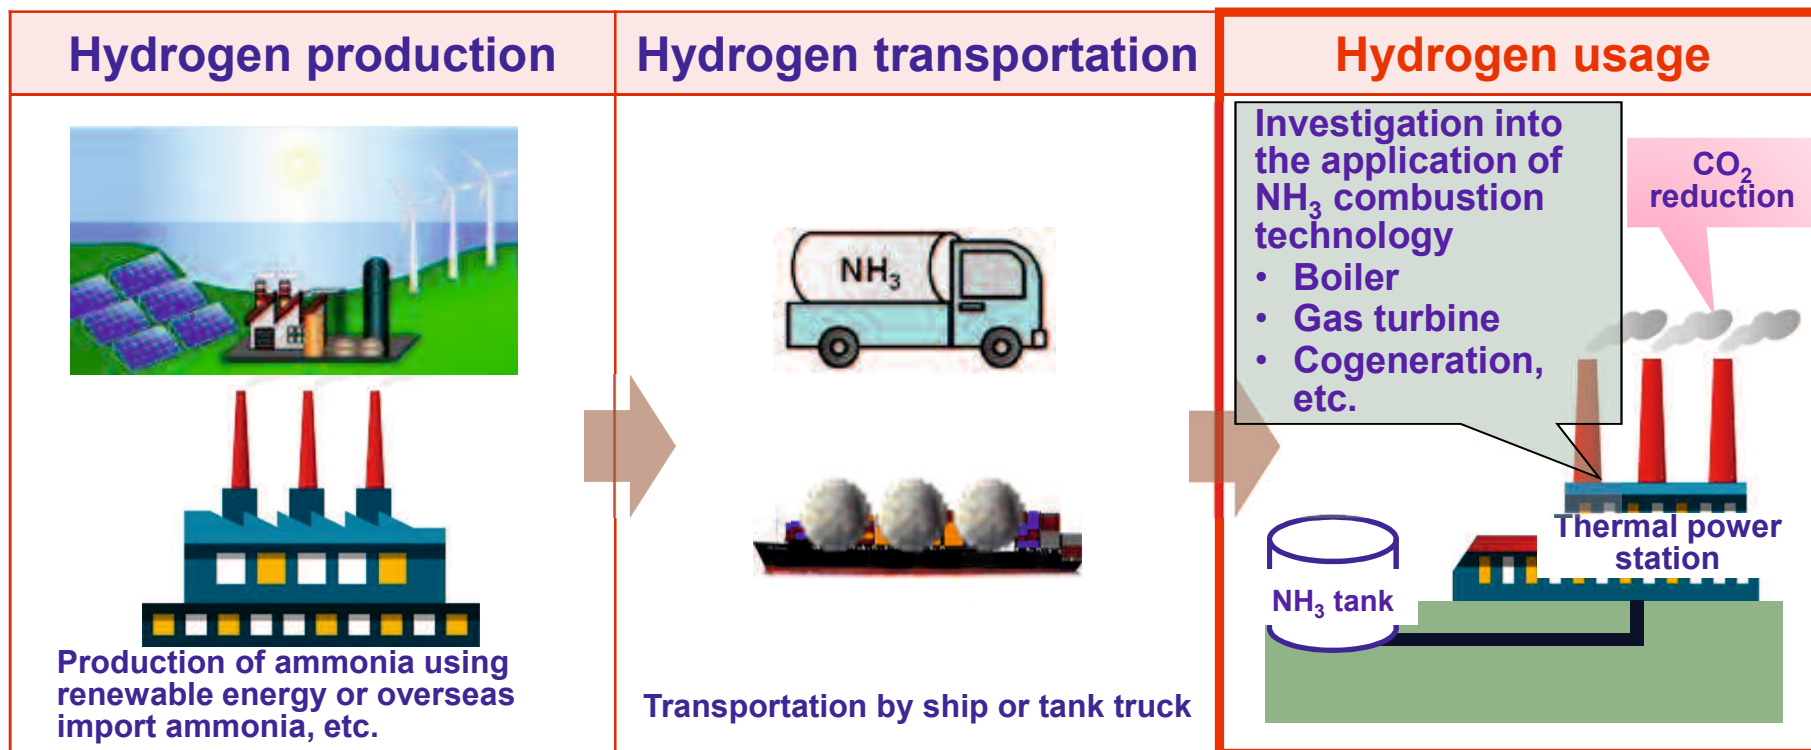 Hydrogen production
Hydrogen transportation
Hydrogen usage
Production of ammonia using
renewable energy or overseas
import ammonia, etc.
NH₃
Transportation by ship or tank truck
Investigation into
the application of
NH₃ combustion
technology
• Boiler
• Gas turbine
• Cogeneration,
etc.
CO₂
reduction
Thermal power
station
NH₃ tank